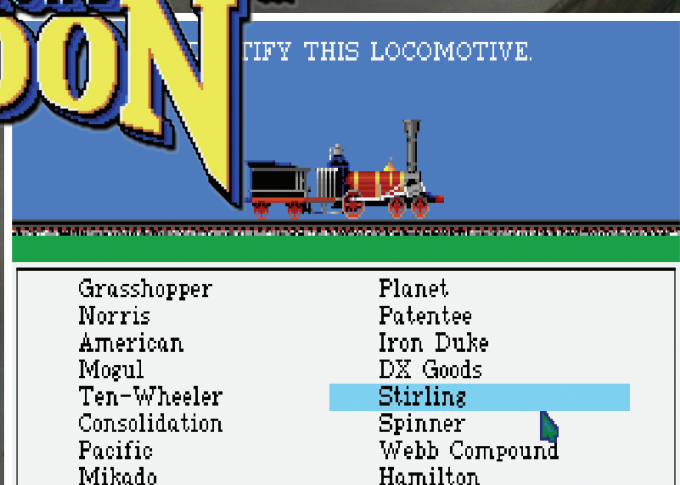 TIFY THIS LOCOMOTIVE.
Grasshopper
Norris
American
Mogul
Ten-Wheeler
Consolidation
Pacific
Mikado
Planet
Patentee
Iron Duke
DX Goods
Stirling
Spinner
Webb Compound
Hamilton